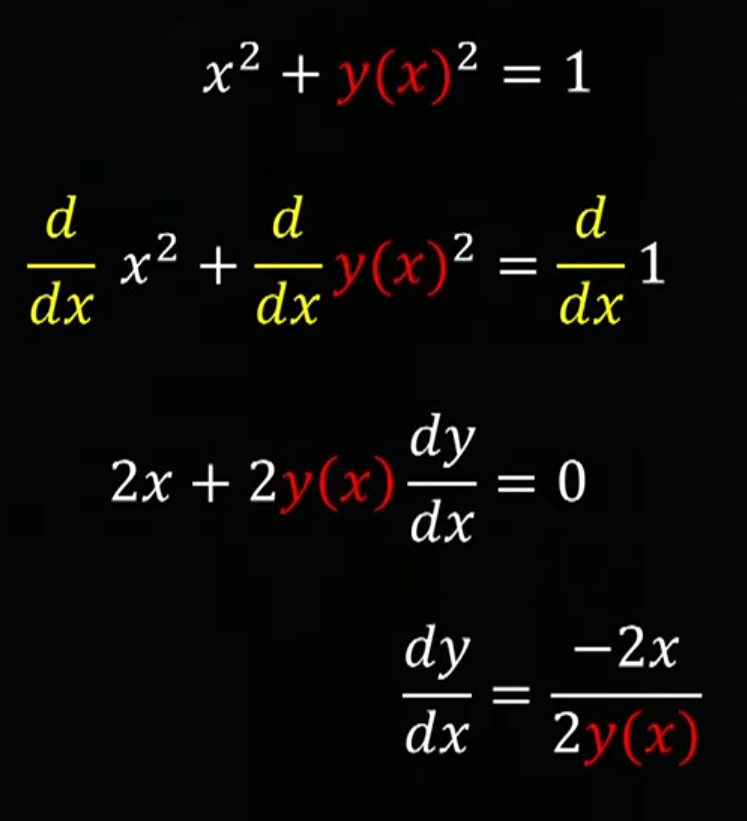 x² + y(x)² = 1
d/dx x² + d/dx y(x)² = d/dx 1
2x + 2y(x) dy/dx = 0
dy/dx = −2x/2y(x)